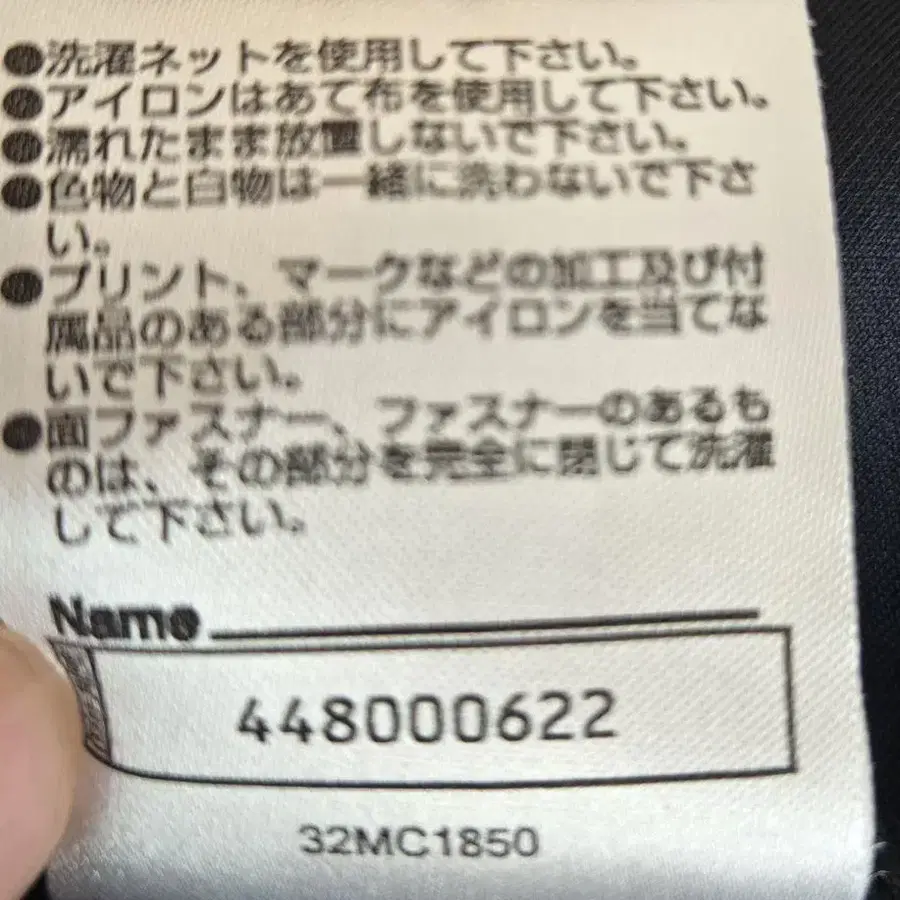 ●洗濯ネットを使用して下さい。
●アイロンはあて布を使用して下さい。
●濡れたまま放置しないで下さい。
●色物と白物は一緒に洗わないで下さ
い。
●プリント、マークなどの加工及び付
属品のある部分にアイロンを当てな
いで下さい。
●面ファスナー、ファスナーのあるも
のは、その部分を完全に閉じて洗濯
して下さい。
Name
448000622
32MC1850